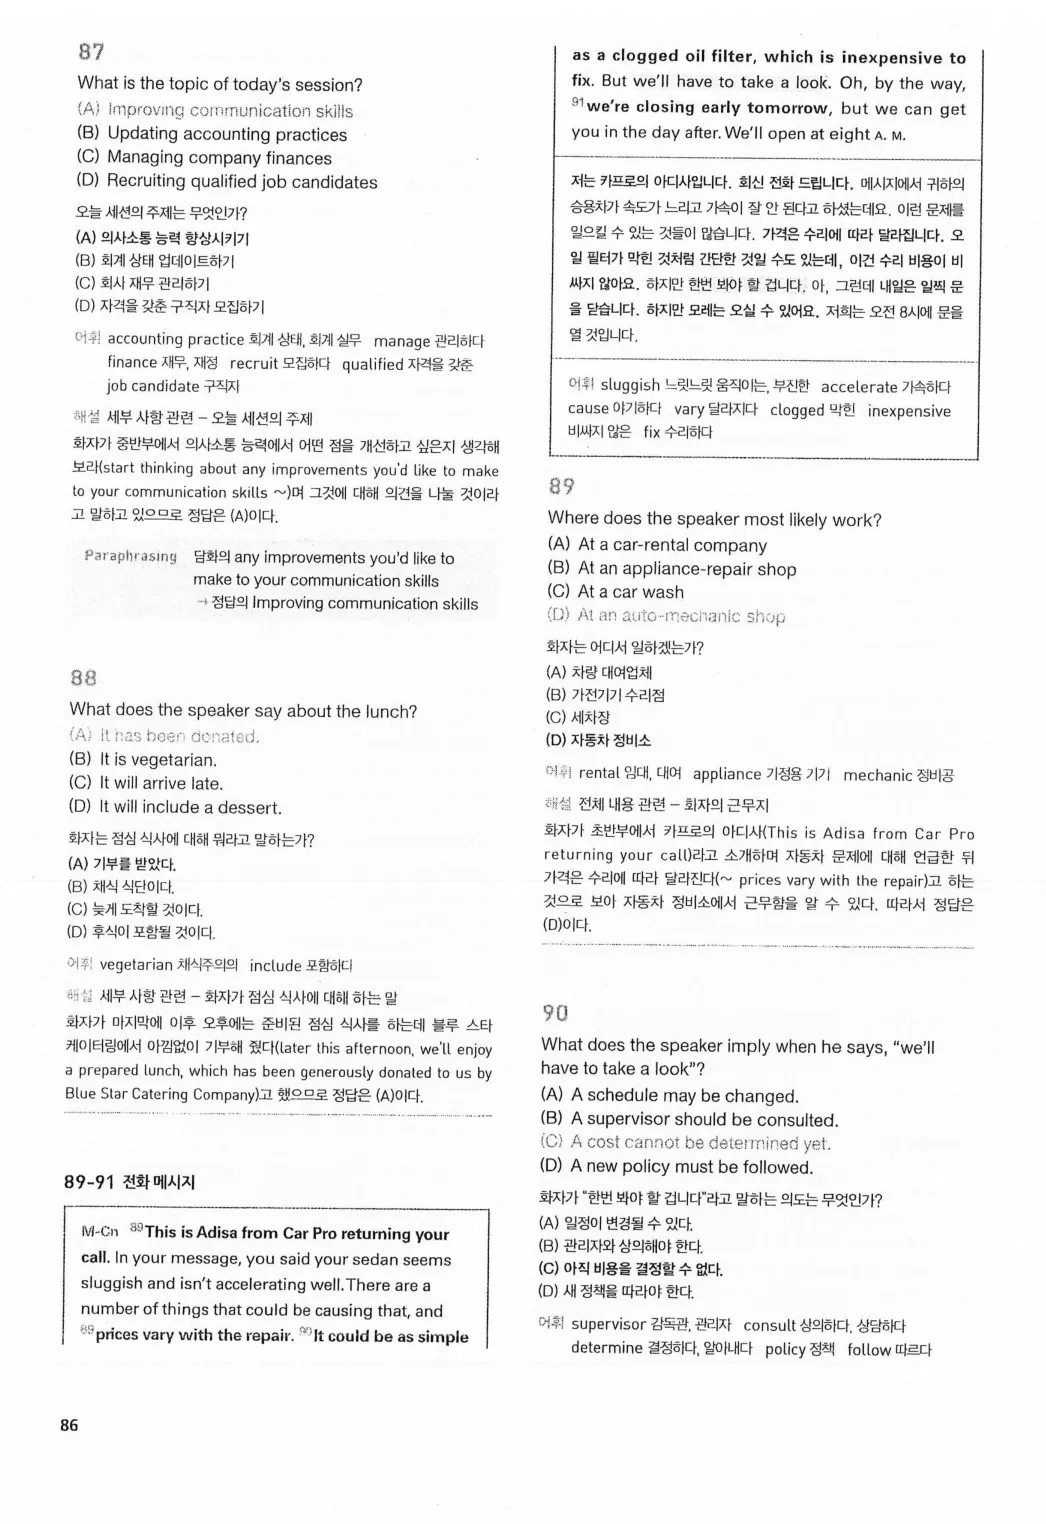 87
What is the topic of today's session?
(A) Improving communication skills
(B) Updating accounting practices
(C) Managing company finances
(D) Recruiting qualified job candidates
오늘 세션의 주제는 무엇인가?
(A) 의사소통 능력 향상시키기
(B) 회계 상태 업데이트하기
(C) 회사 재무 관리하기
(D) 자격을 갖춘 구직자 모집하기
어휘 accounting practice 회계 상태, 회계 실무 manage 관리하다
finance 재무, 재정 recruit 모집하다 qualified 자격을 갖춘
job candidate 구직자
해설 세부 사항 관련 – 오늘 세션의 주제
화자가 중반부에서 의사소통 능력에서 어떤 점을 개선하고 싶은지 생각해
보라(start thinking about any improvements you'd like to make
to your communication skills ~)며 그것에 대해 의견을 나눌 것이라
고 말하고 있으므로 정답은 (A)이다.
Paraphrasing 담화의 any improvements you'd like to
make to your communication skills
→ 정답의 Improving communication skills
88
What does the speaker say about the lunch?
(A) It has been donated.
(B) It is vegetarian.
(C) It will arrive late.
(D) It will include a dessert.
화자는 점심 식사에 대해 뭐라고 말하는가?
(A) 기부를 받았다.
(B) 채식 식단이다.
(C) 늦게 도착할 것이다.
(D) 후식이 포함될 것이다.
어휘 vegetarian 채식주의의 include 포함하다
해설 세부 사항 관련 – 화자가 점심 식사에 대해 하는 말
화자가 마지막에 이후 오후에는 준비된 점심 식사를 하는데 블루 스타
케이터링에서 아낌없이 기부해 줬다(later this afternoon, we'll enjoy
a prepared lunch, which has been generously donated to us by
Blue Star Catering Company)고 했으므로 정답은 (A)이다.
89-91 전화 메시지
M-Cn 89This is Adisa from Car Pro returning your
call. In your message, you said your sedan seems
sluggish and isn't accelerating well. There are a
number of things that could be causing that, and
89prices vary with the repair. 90It could be as simple
86
as a clogged oil filter, which is inexpensive to
fix. But we'll have to take a look. Oh, by the way,
91we're closing early tomorrow, but we can get
you in the day after. We'll open at eight A. M.
저는 카프로의 아디사입니다. 회신 전화 드립니다. 메시지에서 귀하의
승용차가 속도가 느리고 가속이 잘 안 된다고 하셨는데요. 이런 문제를
일으킬 수 있는 것들이 많습니다. 가격은 수리에 따라 달라집니다. 오
일 필터가 막힌 것처럼 간단한 것일 수도 있는데, 이건 수리 비용이 비
싸지 않아요. 하지만 한번 봐야 할 겁니다. 아, 그런데 내일은 일찍 문
을 닫습니다. 하지만 모레는 오실 수 있어요. 저희는 오전 8시에 문을
열 것입니다.
어휘 sluggish 느릿느릿 움직이는, 부진한 accelerate 가속하다
cause 야기하다 vary 달라지다 clogged 막힌 inexpensive
비싸지 않은 fix 수리하다
89
Where does the speaker most likely work?
(A) At a car-rental company
(B) At an appliance-repair shop
(C) At a car wash
(D) At an auto-mechanic shop
화자는 어디서 일하겠는가?
(A) 차량 대여업체
(B) 가전기기 수리점
(C) 세차장
(D) 자동차 정비소
어휘 rental 임대, 대여 appliance 가정용 기기 mechanic 정비공
해설 전체 내용 관련 – 화자의 근무지
화자가 초반부에서 카프로의 아디사(This is Adisa from Car Pro
returning your call)라고 소개하며 자동차 문제에 대해 언급한 뒤
가격은 수리에 따라 달라진다(~ prices vary with the repair)고 하는
것으로 보아 자동차 정비소에서 근무함을 알 수 있다. 따라서 정답은
(D)이다.
90
What does the speaker imply when he says, "we'll
have to take a look"?
(A) A schedule may be changed.
(B) A supervisor should be consulted.
(C) A cost cannot be determined yet.
(D) A new policy must be followed.
화자가 "한번 봐야 할 겁니다"라고 말하는 의도는 무엇인가?
(A) 일정이 변경될 수 있다.
(B) 관리자와 상의해야 한다.
(C) 아직 비용을 결정할 수 없다.
(D) 새 정책을 따라야 한다.
어휘 supervisor 감독관, 관리자 consult 상의하다, 상담하다
determine 결정하다, 알아내다 policy 정책 follow 따르다